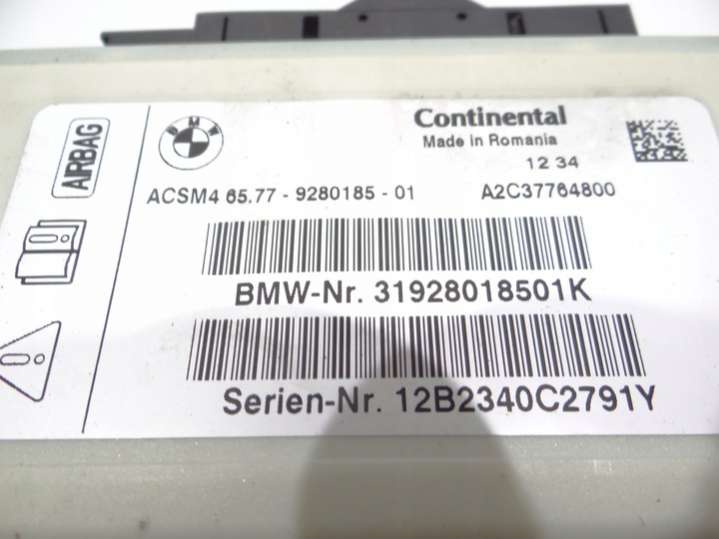 AIRBAG
BMW
Continental
Made in Romania
12 34
ACSM4 65.77 - 9280185 - 01
A2C37764800
BMW-Nr. 31928018501K
Serien-Nr. 12B2340C2791Y